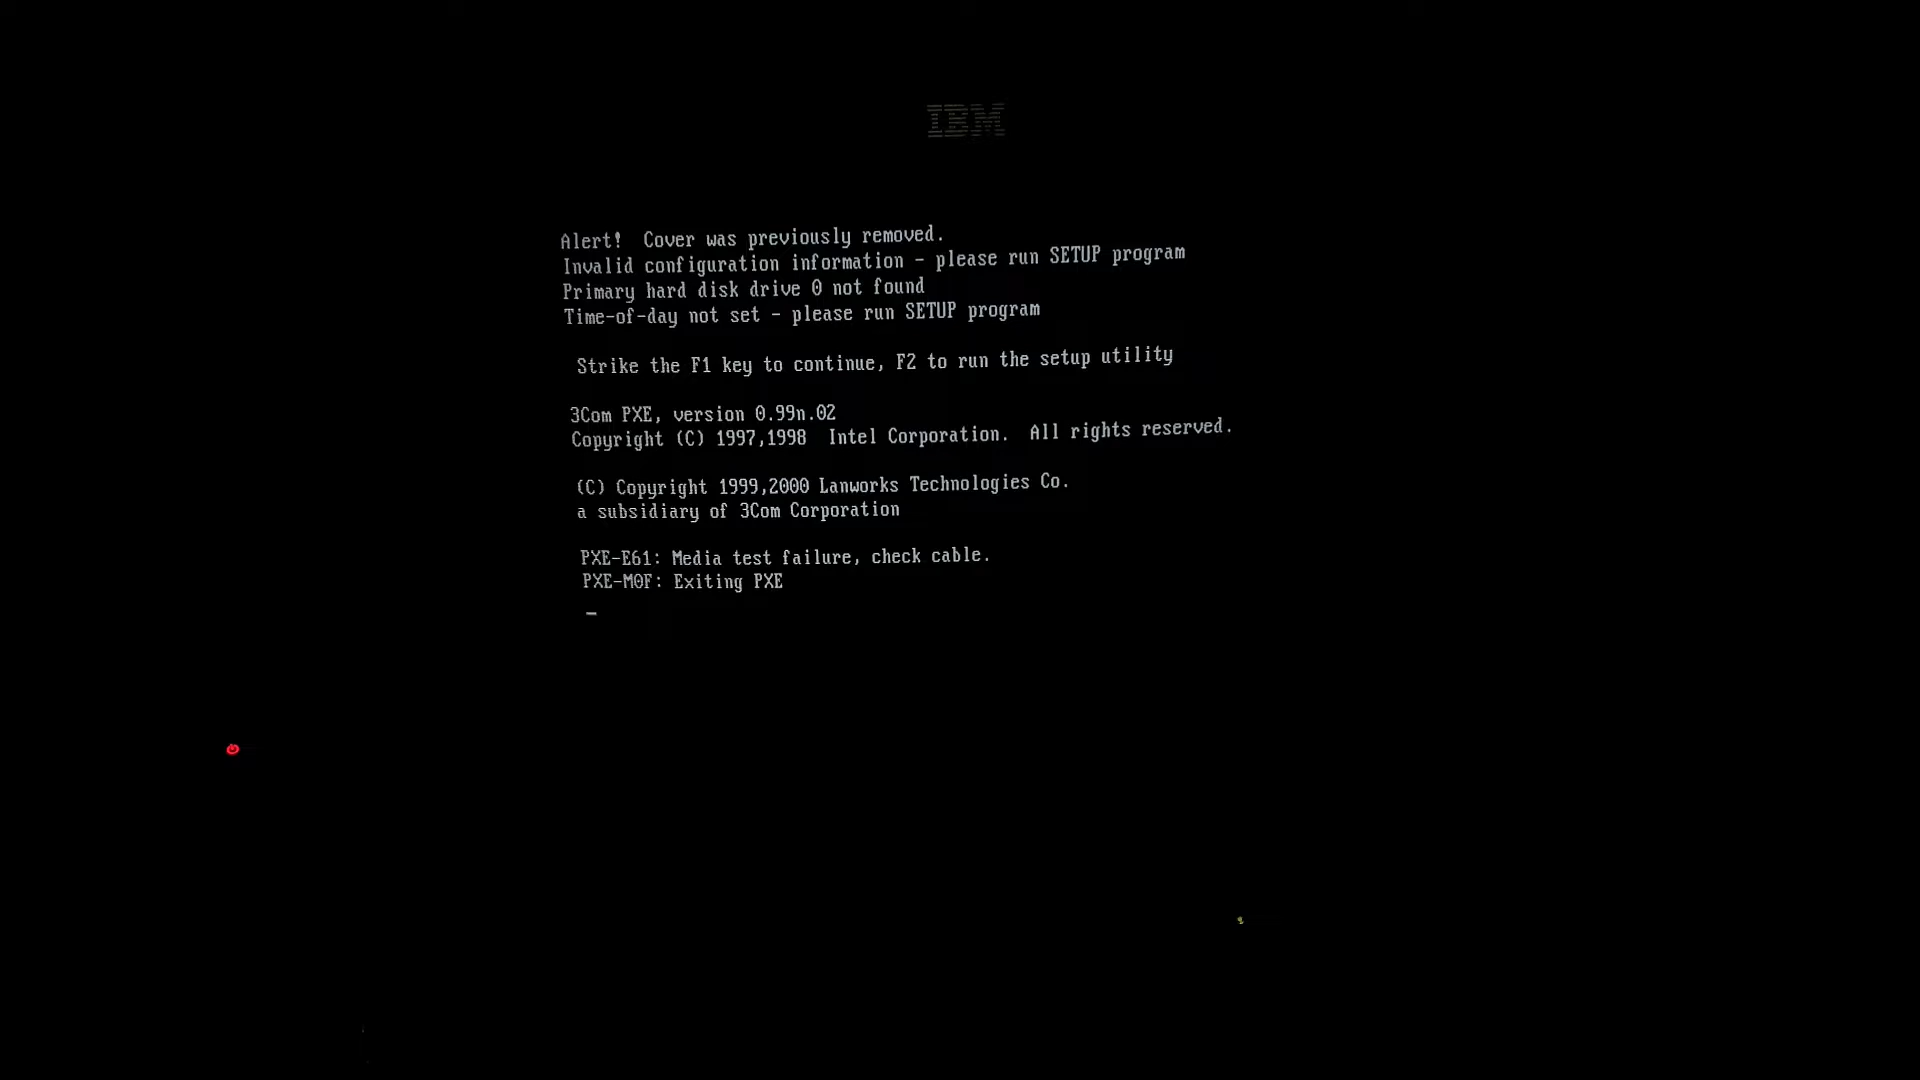 IBM
Alert!  Cover was previously removed.
Invalid configuration information - please run SETUP program
Primary hard disk drive 0 not found
Time-of-day not set - please run SETUP program
Strike the F1 key to continue, F2 to run the setup utility
3Com PXE, version 0.99n.02
Copyright (C) 1997,1998  Intel Corporation.  All rights reserved.
(C) Copyright 1999,2000 Lanworks Technologies Co.
a subsidiary of 3Com Corporation
PXE-E61: Media test failure, check cable.
PXE-M0F: Exiting PXE